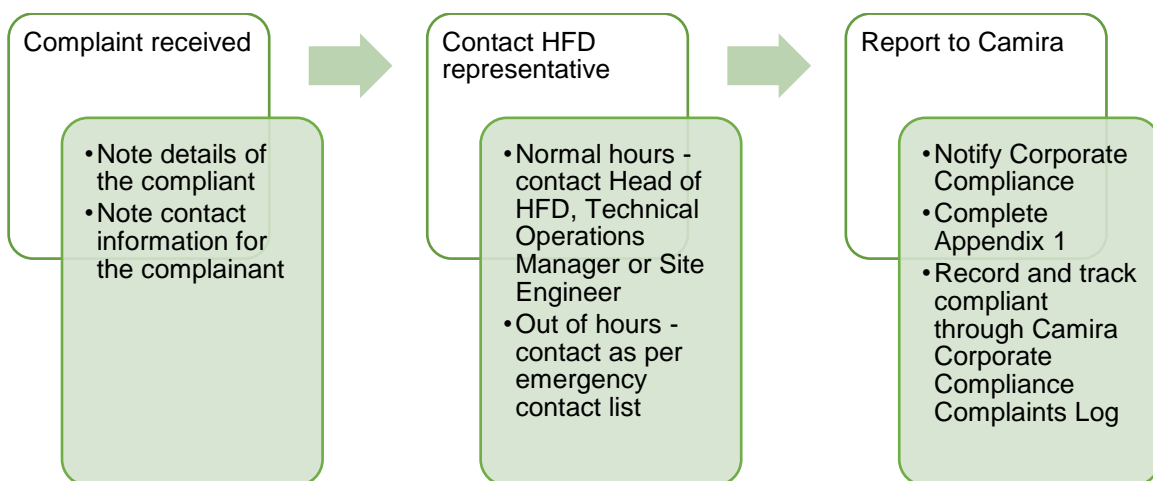 Complaint received
•Note details of
the compliant
•Note contact
information for
the complainant
Contact HFD
representative
•Normal hours -
contact Head of
HFD, Technical
Operations
Manager or Site
Engineer
•Out of hours -
contact as per
emergency
contact list
Report to Camira
•Notify Corporate
Compliance
•Complete
Appendix 1
•Record and track
compliant
through Camira
Corporate
Compliance
Complaints Log